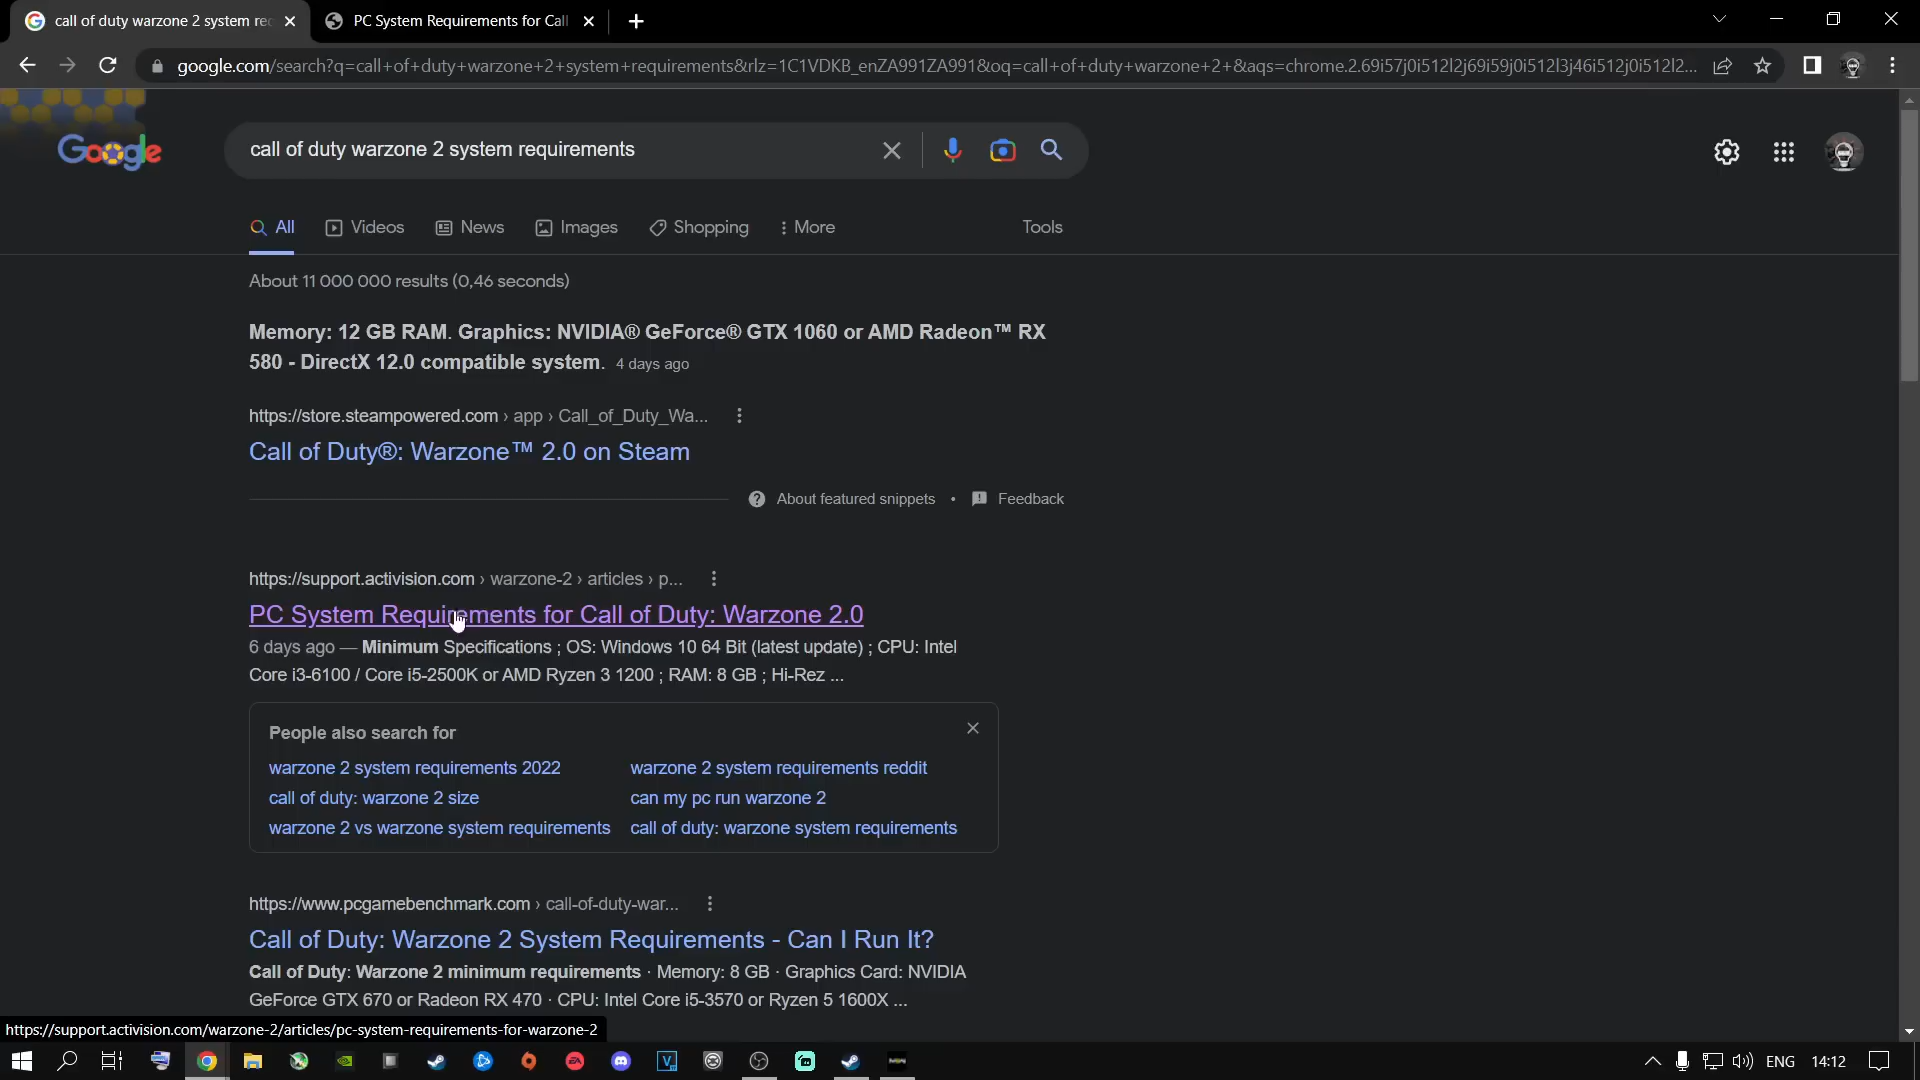 call of duty warzone 2 system re
PC System Requirements for Call
google.com/search?q=call+of+duty+warzone+2+system+requirements&rlz=1C1VDKB_enZA991ZA991&oq=call+of+duty+warzone+2+&aqs=chrome.2.69i57j0i512l2j69i59j0i512l3j46i512j0i512l2...
Google
call of duty warzone 2 system requirements
All
Videos
News
Images
Shopping
More
Tools
About 11 000 000 results (0,46 seconds)
Memory: 12 GB RAM. Graphics: NVIDIA® GeForce® GTX 1060 or AMD Radeon™ RX
580 - DirectX 12.0 compatible system. 4 days ago
https://store.steampowered.com › app › Call_of_Duty_Wa...
Call of Duty®: Warzone™ 2.0 on Steam
About featured snippets • Feedback
https://support.activision.com › warzone-2 › articles › p...
PC System Requirements for Call of Duty: Warzone 2.0
6 days ago — Minimum Specifications ; OS: Windows 10 64 Bit (latest update) ; CPU: Intel
Core i3-6100 / Core i5-2500K or AMD Ryzen 3 1200 ; RAM: 8 GB ; Hi-Rez ...
People also search for
warzone 2 system requirements 2022
warzone 2 system requirements reddit
call of duty: warzone 2 size
can my pc run warzone 2
warzone 2 vs warzone system requirements
call of duty: warzone system requirements
https://www.pcgamebenchmark.com › call-of-duty-war...
Call of Duty: Warzone 2 System Requirements - Can I Run It?
Call of Duty: Warzone 2 minimum requirements · Memory: 8 GB · Graphics Card: NVIDIA
GeForce GTX 670 or Radeon RX 470 · CPU: Intel Core i5-3570 or Ryzen 5 1600X ...
https://support.activision.com/warzone-2/articles/pc-system-requirements-for-warzone-2
ENG
14:12